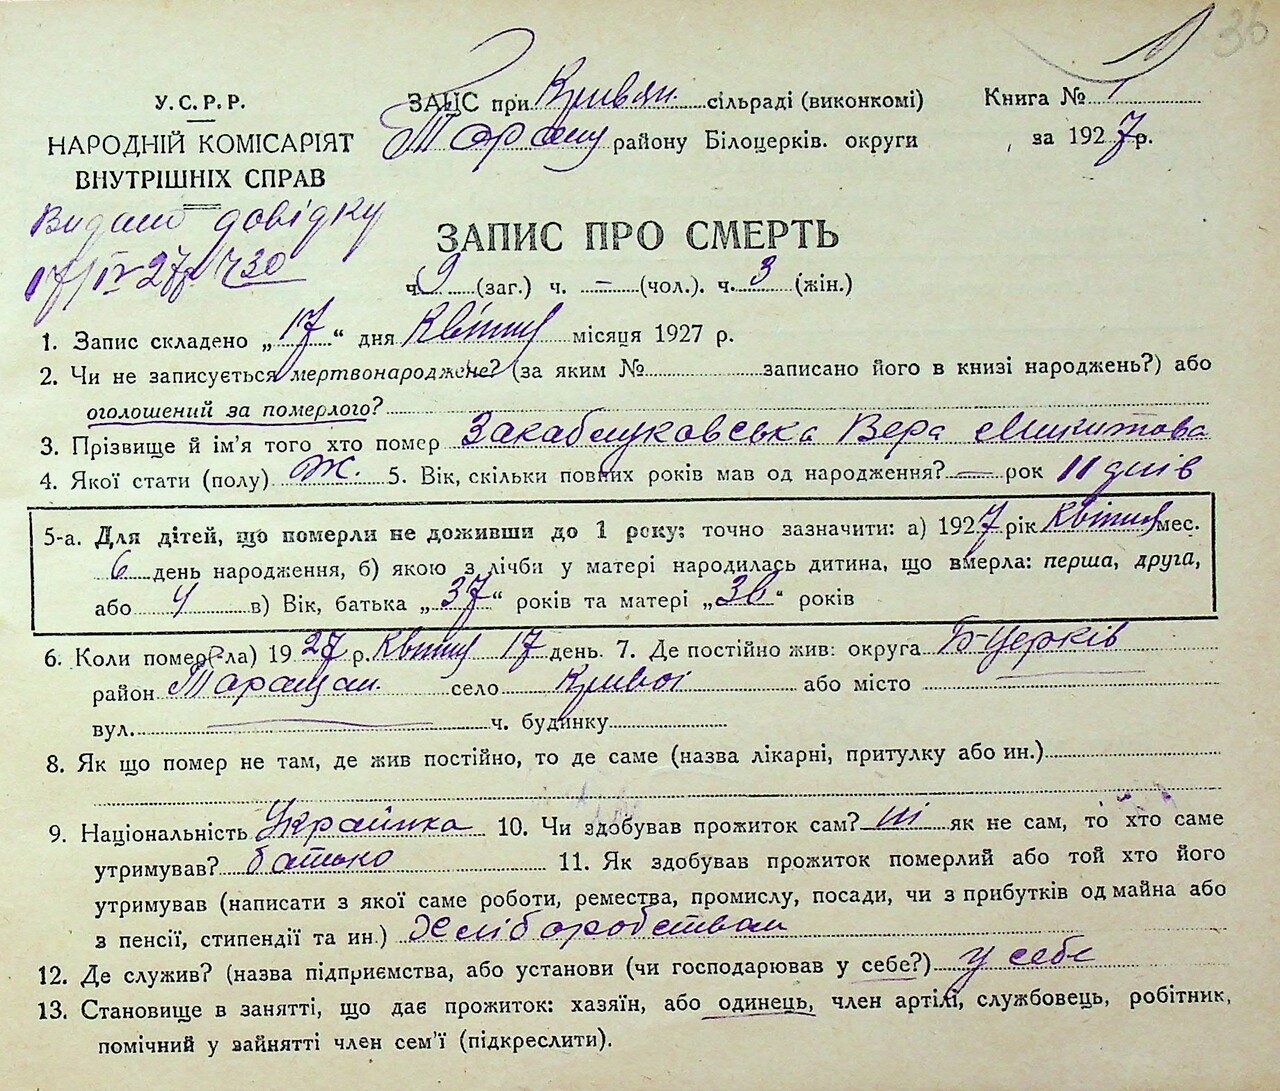 36
У.С.Р.Р.
НАРОДНІЙ КОМІСАРІЯТ
ВНУТРІШНІХ СПРАВ
Видано довідку
17/IV-27р ч 30
ЗАЦС при Кривян. сільраді (виконкомі)
Таращ району Білоцерків. округи
Книга № 1
за 1927 р.
ЗАПИС ПРО СМЕРТЬ
ч. 9 (заг.) ч. – (чол.). ч. 3 (жін.)
1. Запис складено „17“ дня Квітня місяця 1927 р.
2. Чи не записується мертвонароджене? (за яким № записано його в книзі народжень?) або
оголошений за померлого?
3. Прізвище й ім'я того хто помер Закаблуковська Вера Микитова
4. Якої стати (полу) Ж. 5. Вік, скільки повних років мав од народження? — рок 11 днів
5-а. Для дітей, що померли не доживши до 1 року: точно зазначити: а) 1927 рік Квітня мес.
6 день народження, б) якою з лічби у матері народилась дитина, що вмерла: перша, друга,
або 4 в) Вік, батька „37“ років та матері „36“ років
6. Коли помер(-ла) 1927 р. Квітня 17 день. 7. Де постійно жив: округа Б-Церків
район Таращан. село Кривої або місто
вул. ч. будинку
8. Як що помер не там, де жив постійно, то де саме (назва лікарні, притулку або ин.)
9. Національність Українка 10. Чи здобував прожиток сам? ні як не сам, то хто саме
утримував? батько 11. Як здобував прожиток померлий або той хто його
утримував (написати з якої саме роботи, ремества, промислу, посади, чи з прибутків од майна або
з пенсії, стипендії та ин.) Хліборобством
12. Де служив? (назва підприємства, або установи (чи господарював у себе?) у себе
13. Становище в занятті, що дає прожиток: хазяїн, або одинець, член артілі, службовець, робітник,
помічний у зайнятті член сем'ї (підкреслити).